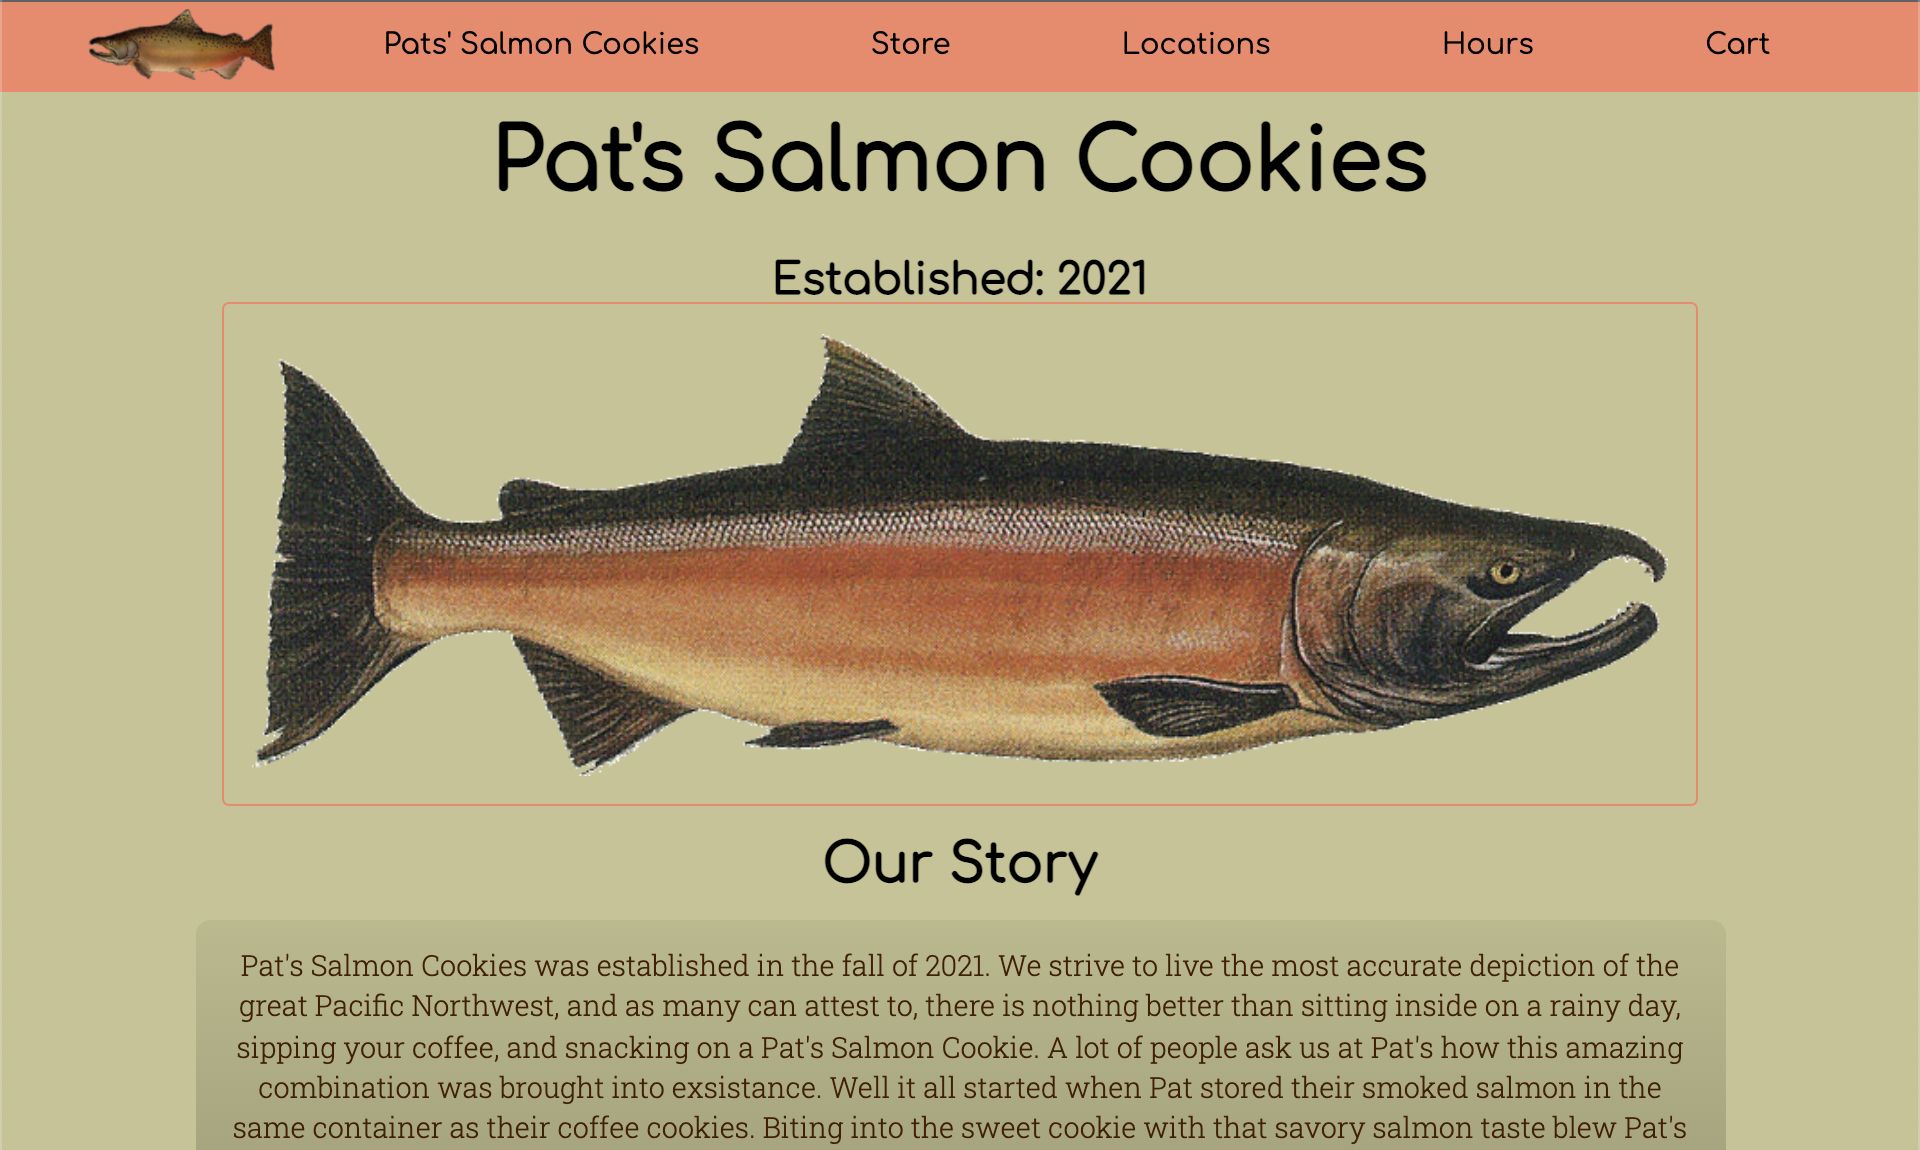 Pats' Salmon Cookies Store Locations Hours Cart
Pat's Salmon Cookies
Established: 2021
Our Story
Pat's Salmon Cookies was established in the fall of 2021. We strive to live the most accurate depiction of the
great Pacific Northwest, and as many can attest to, there is nothing better than sitting inside on a rainy day,
sipping your coffee, and snacking on a Pat's Salmon Cookie. A lot of people ask us at Pat's how this amazing
combination was brought into exsistance. Well it all started when Pat stored their smoked salmon in the
same container as their coffee cookies. Biting into the sweet cookie with that savory salmon taste blew Pat's